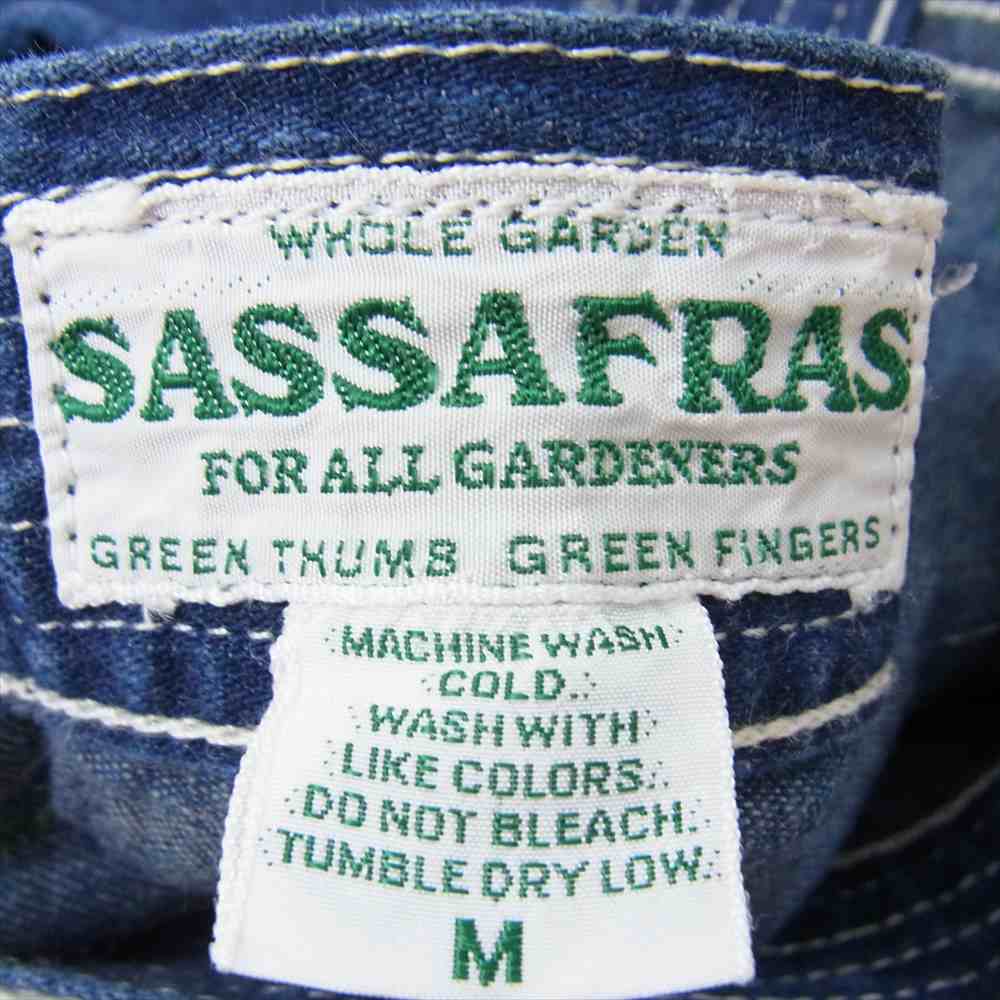 WHOLE GARDEN
SASSAFRAS
FOR ALL GARDENERS
GREEN THUMB GREEN FINGERS
MACHINE WASH
COLD.
WASH WITH
LIKE COLORS.
DO NOT BLEACH.
TUMBLE DRY LOW.
M